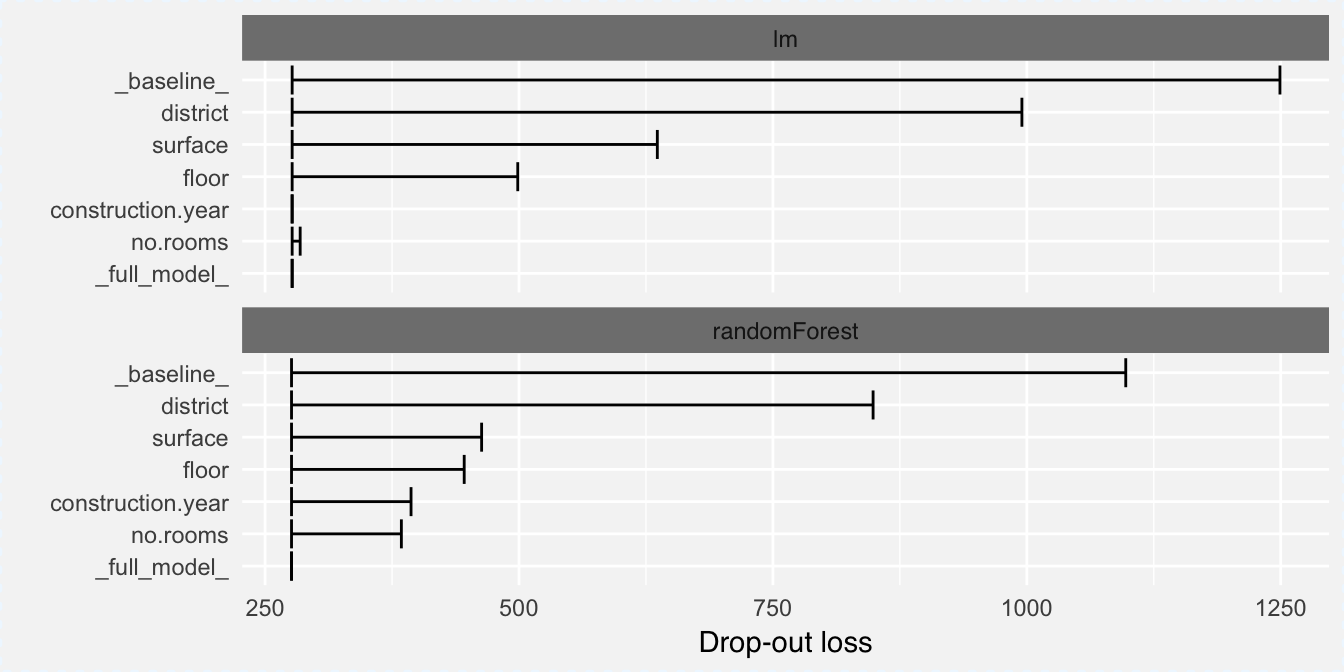 lm
_baseline_
district
surface
floor
construction.year
no.rooms
_full_model_
randomForest
_baseline_
district
surface
floor
construction.year
no.rooms
_full_model_
250 500 750 1000 1250
Drop-out loss